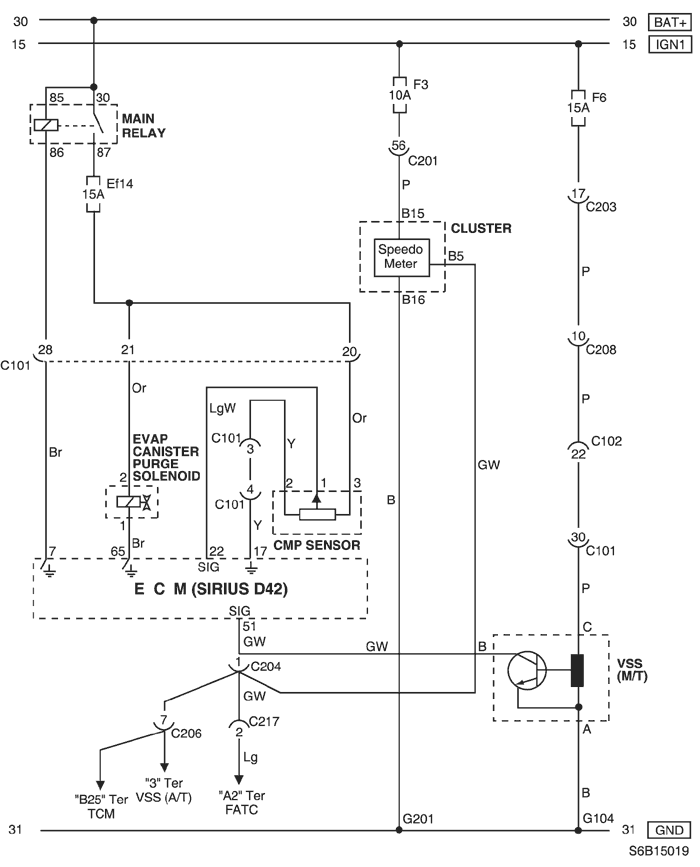 30 30 BAT+
15 15 IGN1
85 30
MAIN
RELAY
86 87
Ef14
15A
F3
10A
56
C201
P
B15
CLUSTER
Speedo
Meter
B5
B16
F6
15A
17
C203
P
10
C208
P
C102
22
30
C101
P
28 21 20
C101
Or
LgW
C101
3
Y
Or
Br
EVAP
CANISTER
PURGE
SOLENOID
2
1
Br
4
C101
Y
2 1 3
CMP SENSOR
GW
B
7 65 22 17
SIG
E C M (SIRIUS D42)
SIG
51
GW
GW
B
C
VSS
(M/T)
A
1
C204
GW
7
C206
C217
2
Lg
"B25" Ter
TCM
"3" Ter
VSS (A/T)
"A2" Ter
FATC
B
G201
G104
31 31 GND
S6B15019